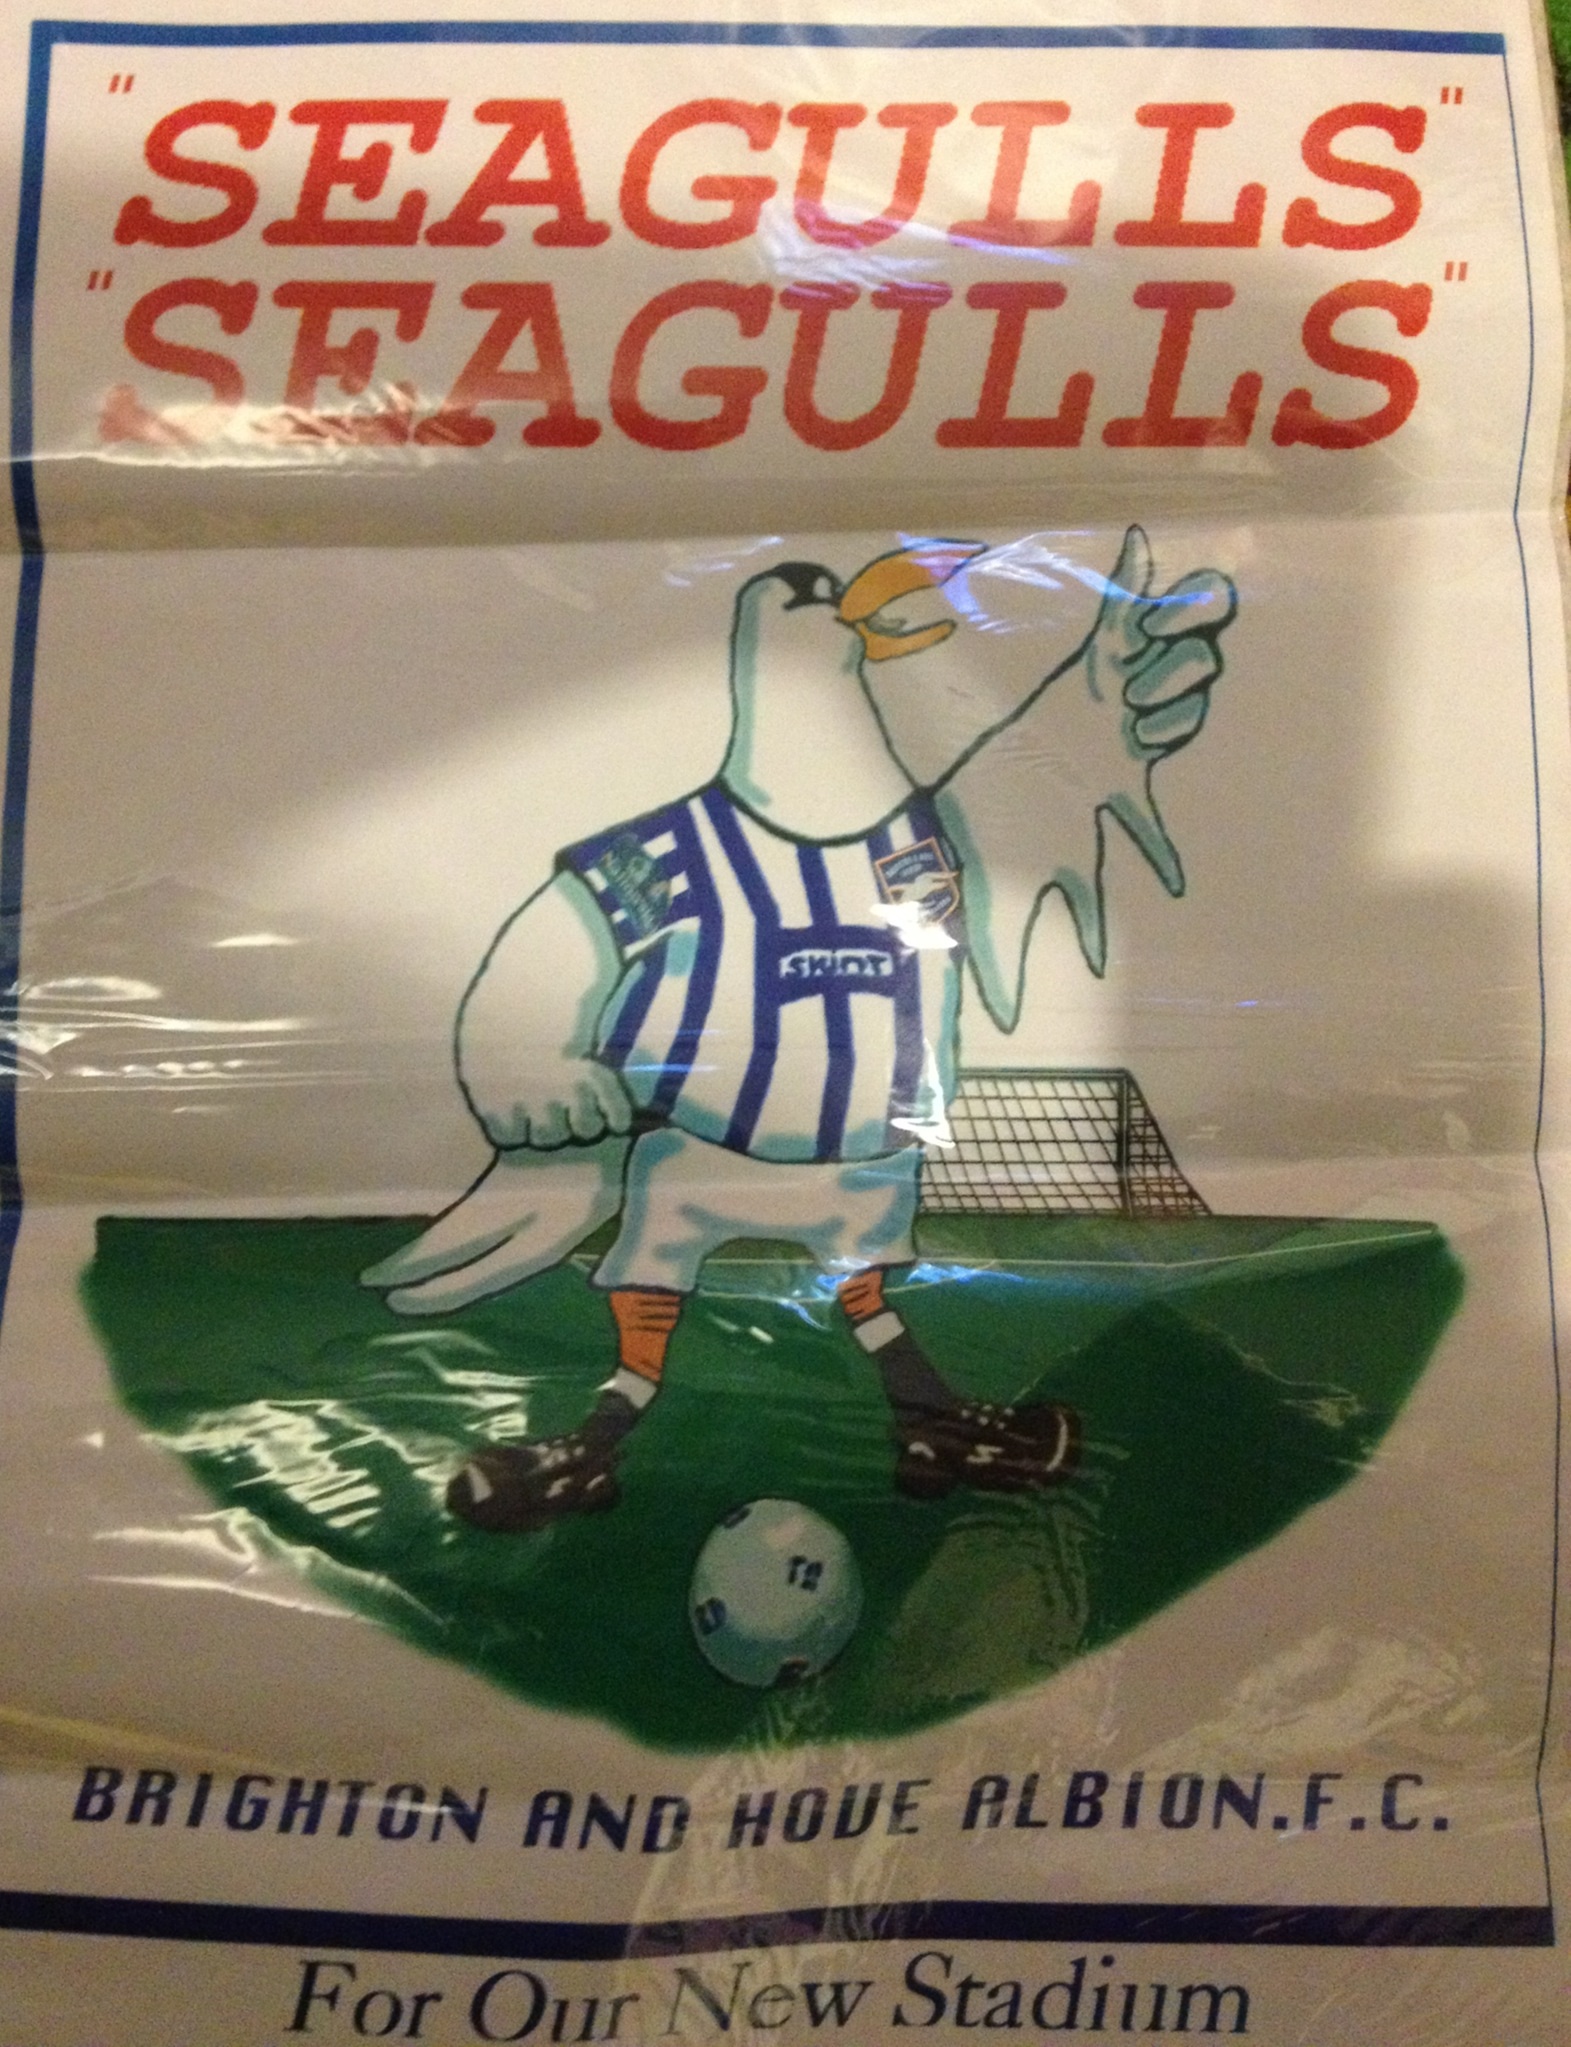 "SEAGULLS"
"SEAGULLS"
SKINT
BRIGHTON AND HOVE ALBION.F.C.
For Our New Stadium